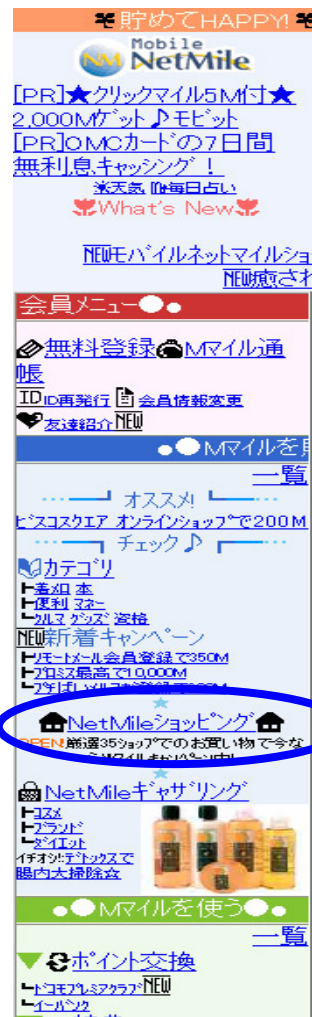 貯めてHAPPY!
Mobile
NetMile
[PR]★クリックマイル5M付★
2,000Mゲット♪モビット
[PR]OMCカードの7日間
無利息キャッシング!
天気 毎日占い
What's New
NEWモバイルネットマイルショ
NEW癒され
会員メニュー●●
無料登録 Mマイル通
帳
ID ID再発行 会員情報変更
友達紹介NEW
●●Mマイルを
一覧
オススメ!
ビスコスクエア オンラインショップで200M
チェック♪
カテゴリ
着メロ 本
便利 マネー
クルマ グッズ 資格
NEW新着キャンペーン
リモートメール会員登録で350M
プロミス最高で10,000M
★
NetMileショッピング
OPEN!厳選35ショップでのお買い物で今な
★
NetMileギャザリング
コスメ
ブランド
ダイエット
イチオシ!デトックスで
腸内大掃除☆
●●Mマイルを使う●●
一覧
▼ポイント交換
ドコモプレミアクラブNEW
イーバンク